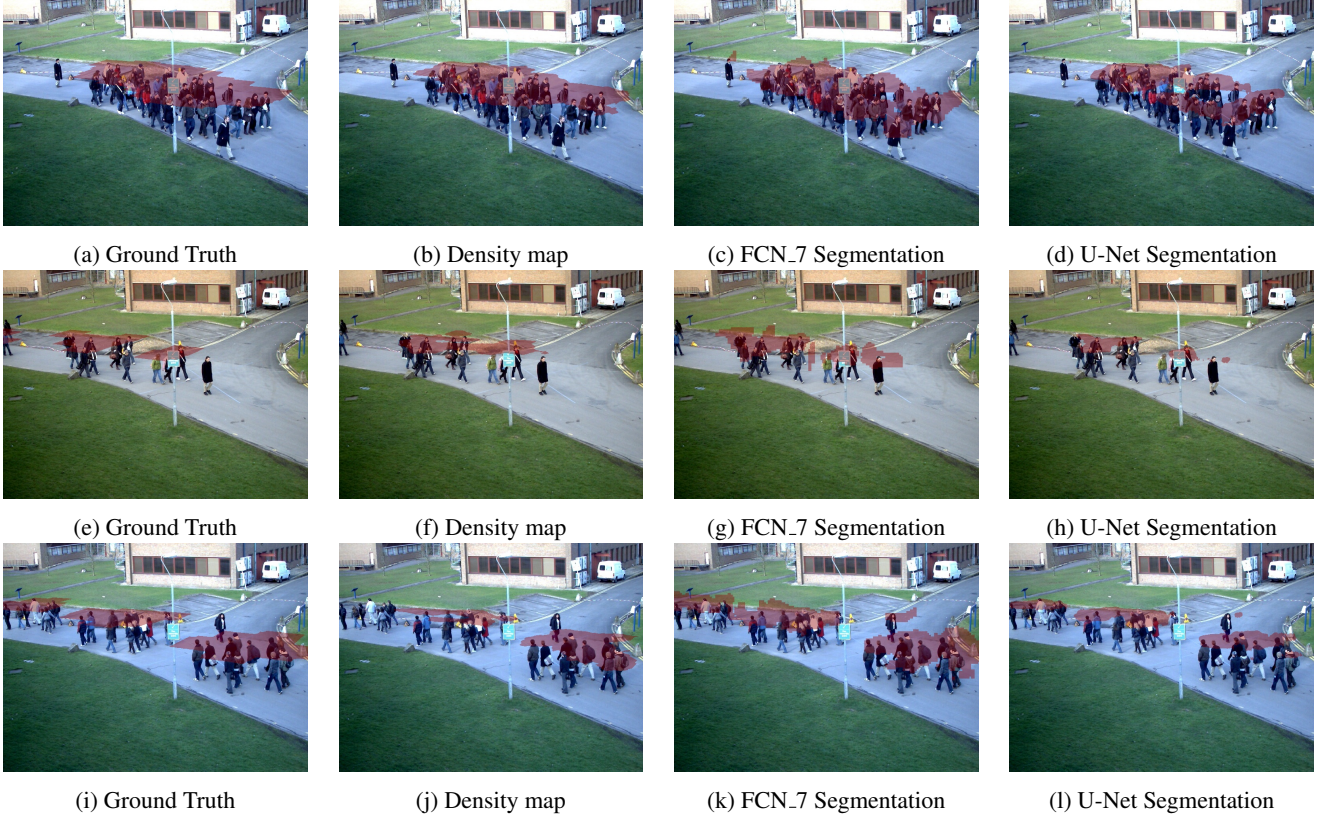 (a) Ground Truth
(b) Density map
(c) FCN_7 Segmentation
(d) U-Net Segmentation
(e) Ground Truth
(f) Density map
(g) FCN_7 Segmentation
(h) U-Net Segmentation
(i) Ground Truth
(j) Density map
(k) FCN_7 Segmentation
(l) U-Net Segmentation